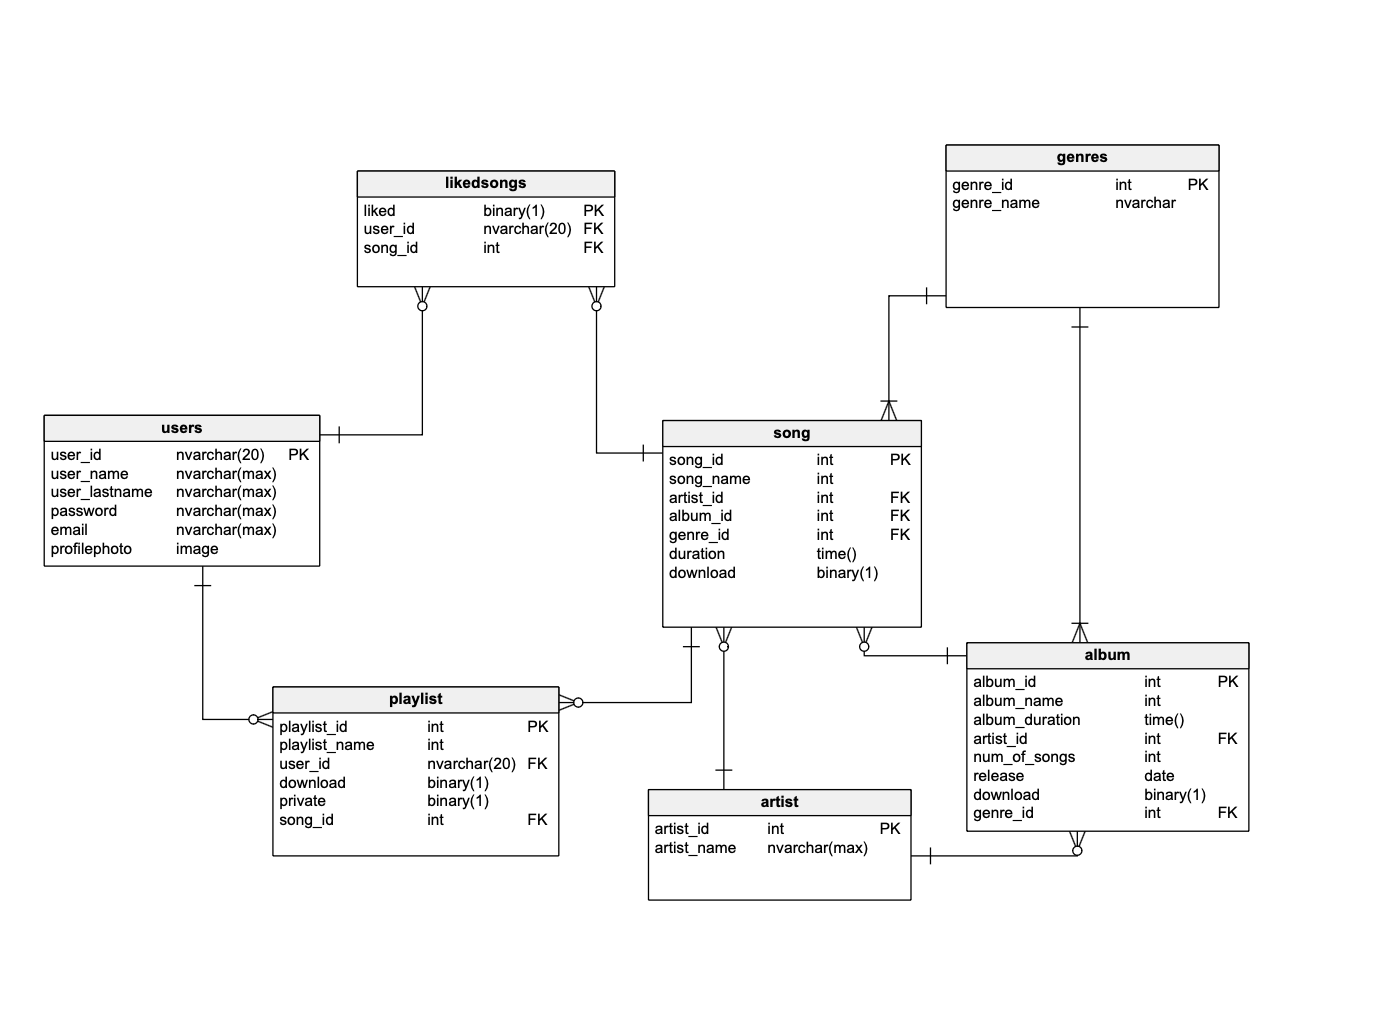 genres
genre_id int PK
genre_name nvarchar
likedsongs
liked binary(1) PK
user_id nvarchar(20) FK
song_id int FK
users
user_id nvarchar(20) PK
user_name nvarchar(max)
user_lastname nvarchar(max)
password nvarchar(max)
email nvarchar(max)
profilephoto image
song
song_id int PK
song_name int
artist_id int FK
album_id int FK
genre_id int FK
duration time()
download binary(1)
album
album_id int PK
album_name int
album_duration time()
artist_id int FK
num_of_songs int
release date
download binary(1)
genre_id int FK
playlist
playlist_id int PK
playlist_name int
user_id nvarchar(20) FK
download binary(1)
private binary(1)
song_id int FK
artist
artist_id int PK
artist_name nvarchar(max)